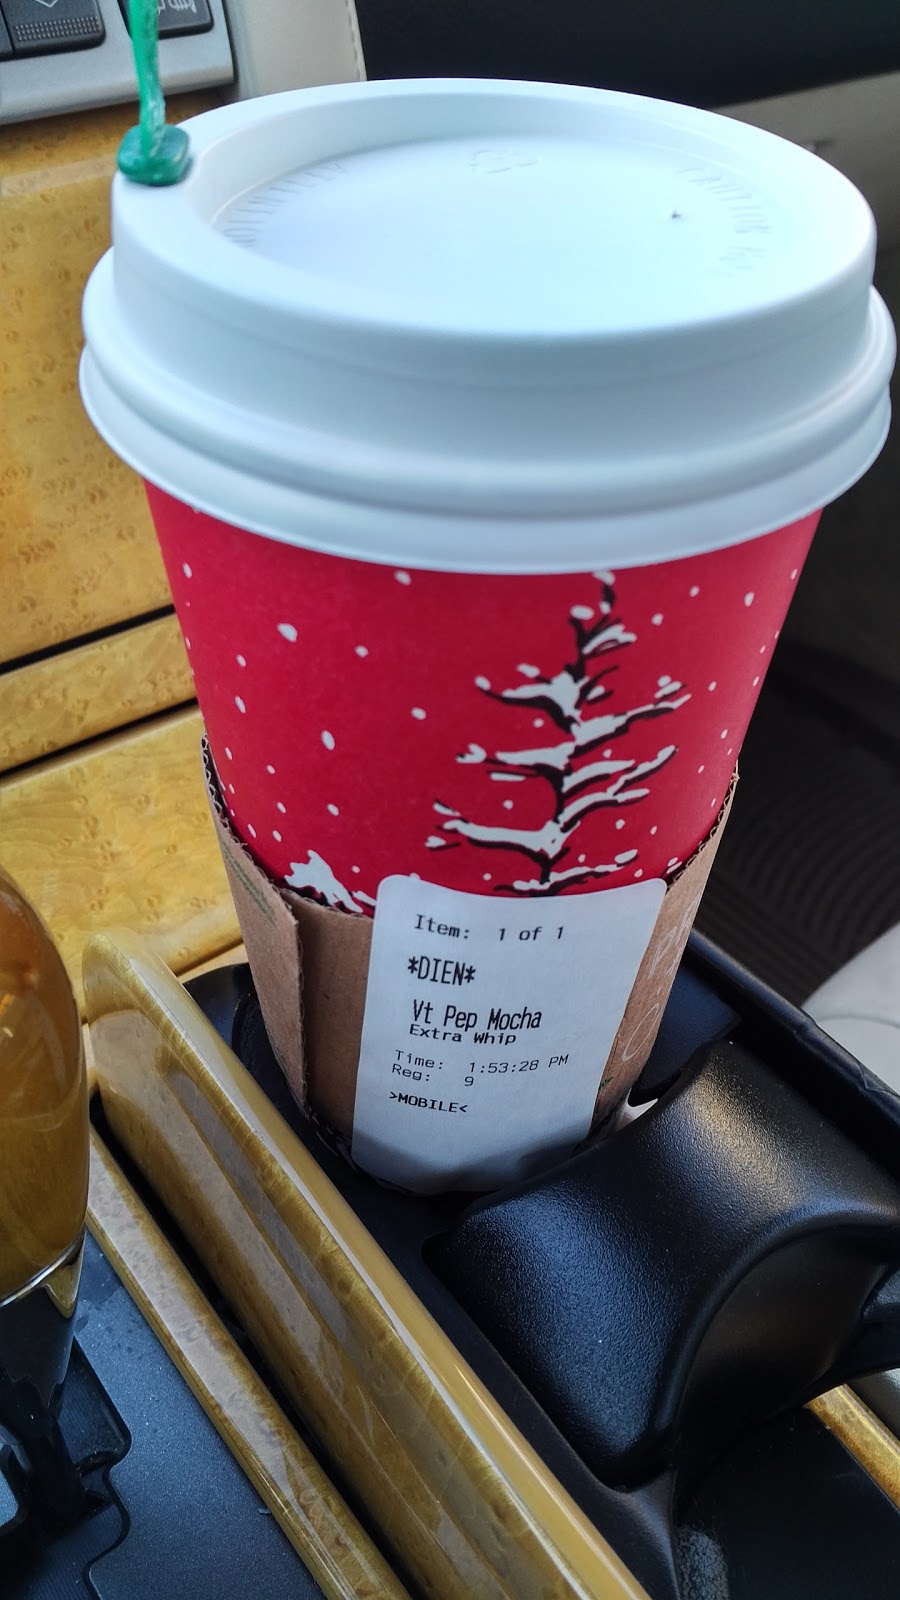 Item: 1 of 1
*DIEN*
Vt Pep Mocha
Extra Whip
Time: 1:53:28 PM
Reg: 9
>MOBILE<